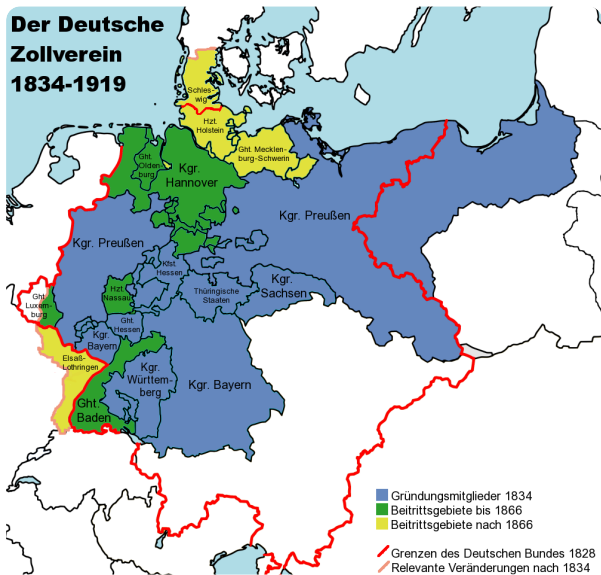 Der Deutsche
Zollverein
1834-1919
Schles-
wig
Hzt.
Holstein
Ght. Mecklen-
burg-Schwerin
Ght.
Olden
burg
Kgr.
Hannover
Kgr. Preußen
Kgr. Preußen
Kfst.
Hessen
Hzt.
Nassau
Thüringische
Staaten
Kgr.
Sachsen
Ght.
Luxem-
burg
Ght.
Hessen
Kgr.
Bayern
Elsaß-
Lothringen
Kgr.
Württem-
berg
Kgr. Bayern
Ght.
Baden
Gründungsmitglieder 1834
Beitrittsgebiete bis 1866
Beitrittsgebiete nach 1866
Grenzen des Deutschen Bundes 1828
Relevante Veränderungen nach 1834